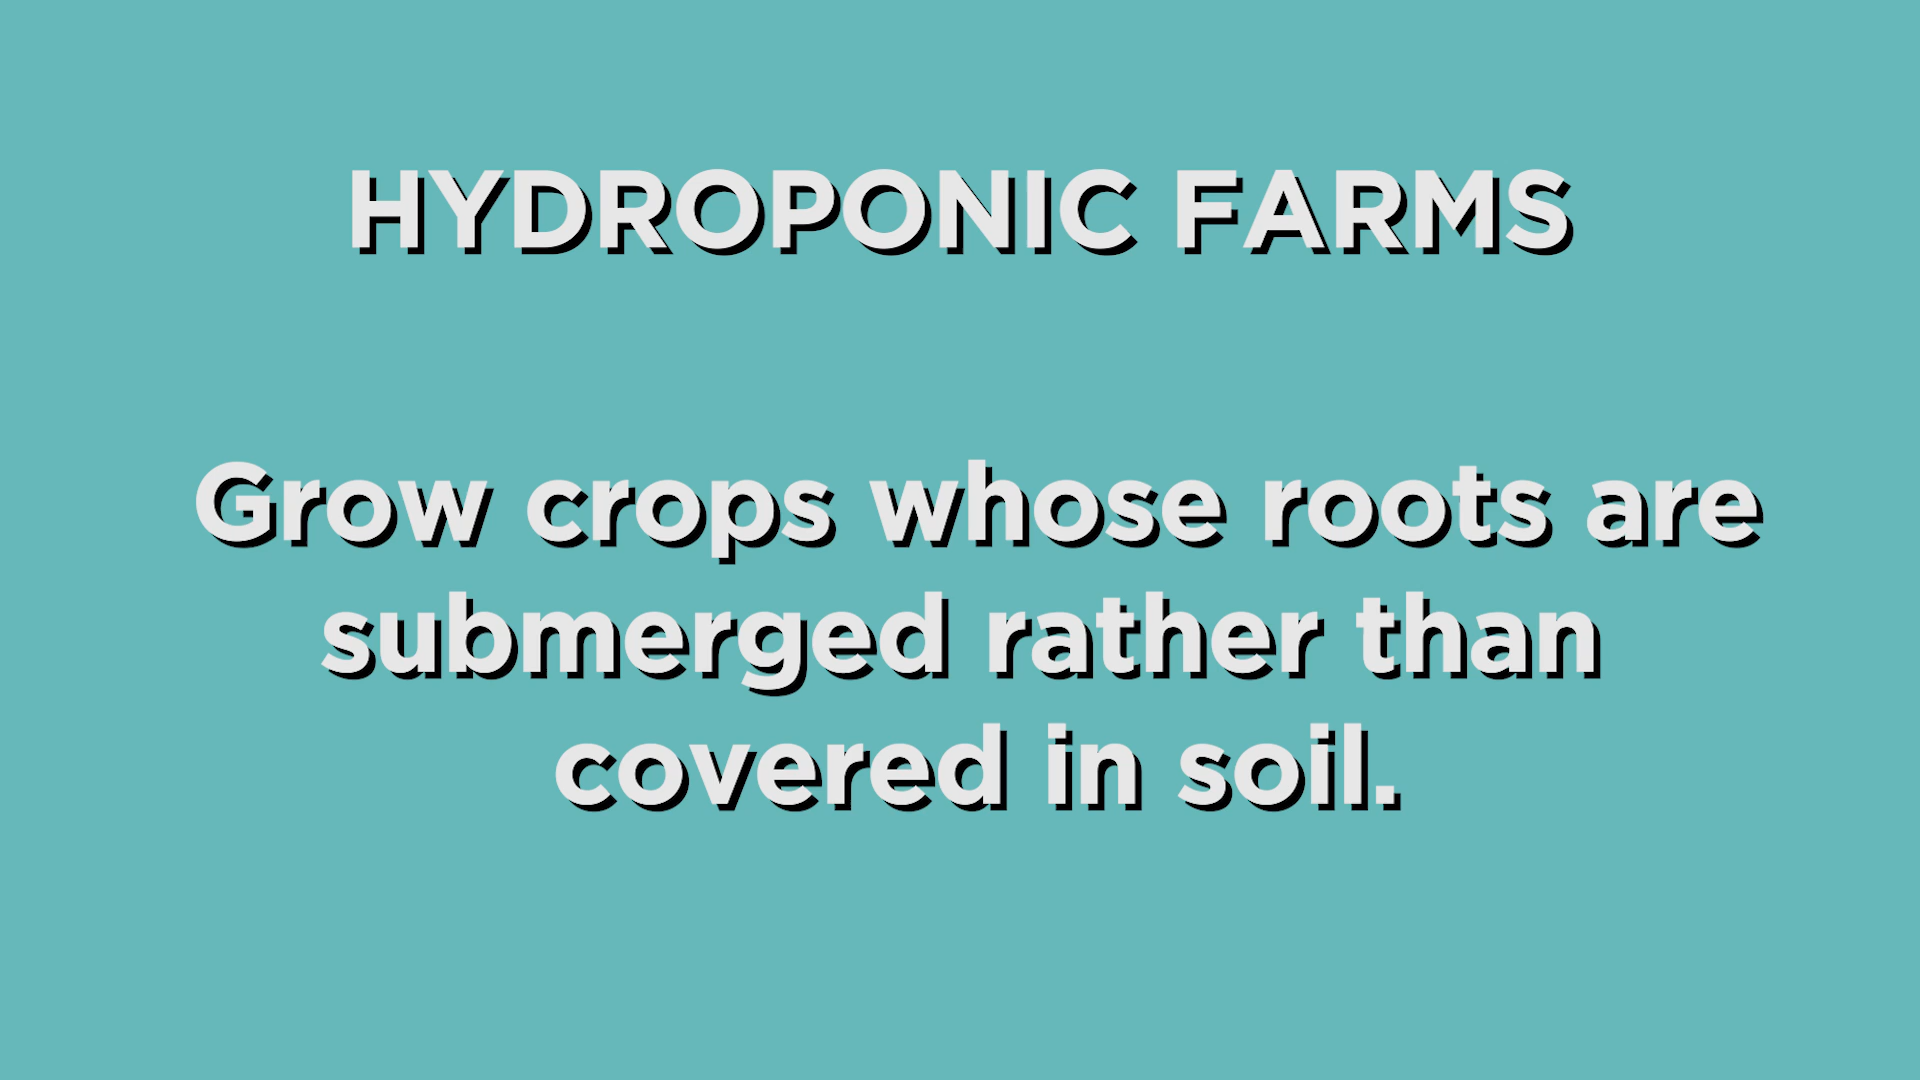 HYDROPONIC FARMS
Grow crops whose roots are
submerged rather than
covered in soil.